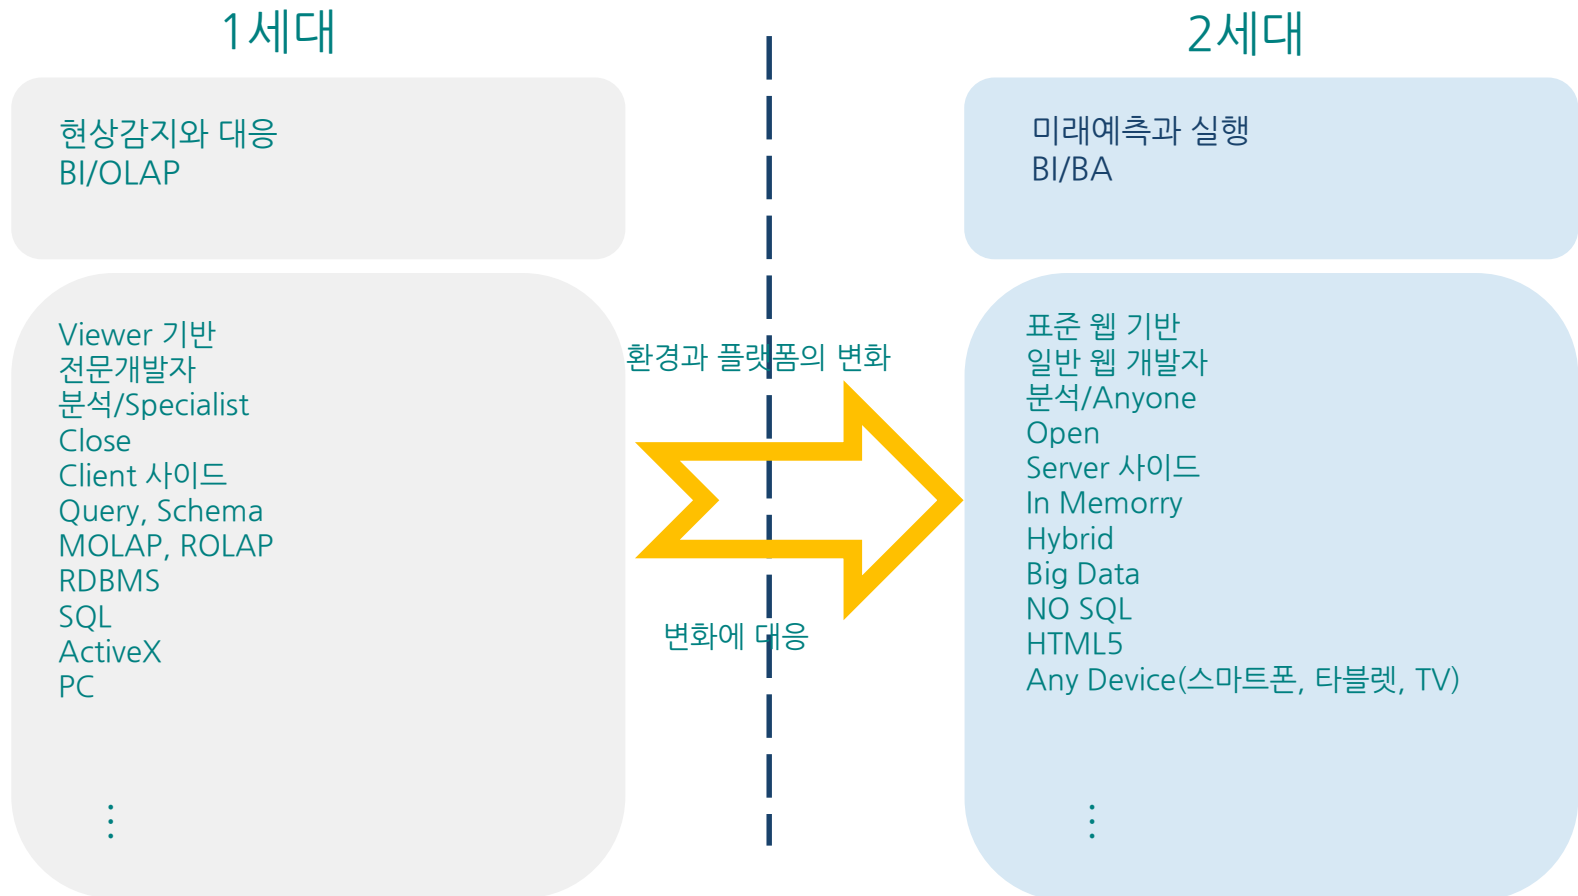 1세대
현상감지와 대응
BI/OLAP
Viewer 기반
전문개발자
분석/Specialist
Close
Client 사이드
Query, Schema
MOLAP, ROLAP
RDBMS
SQL
ActiveX
PC
⋮
환경과 플랫폼의 변화
변화에 대응
2세대
미래예측과 실행
BI/BA
표준 웹 기반
일반 웹 개발자
분석/Anyone
Open
Server 사이드
In Memorry
Hybrid
Big Data
NO SQL
HTML5
Any Device(스마트폰, 타블렛, TV)
⋮